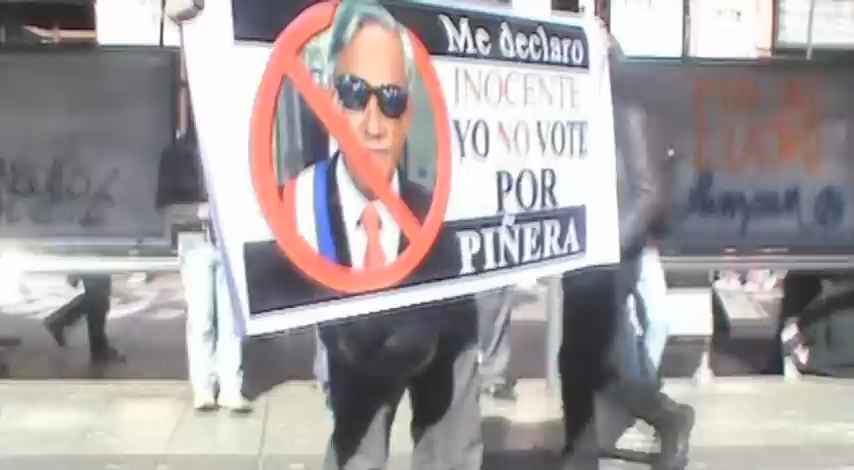 Me declaro
INOCENTE
YO NO VOTE
POR
PIÑERA